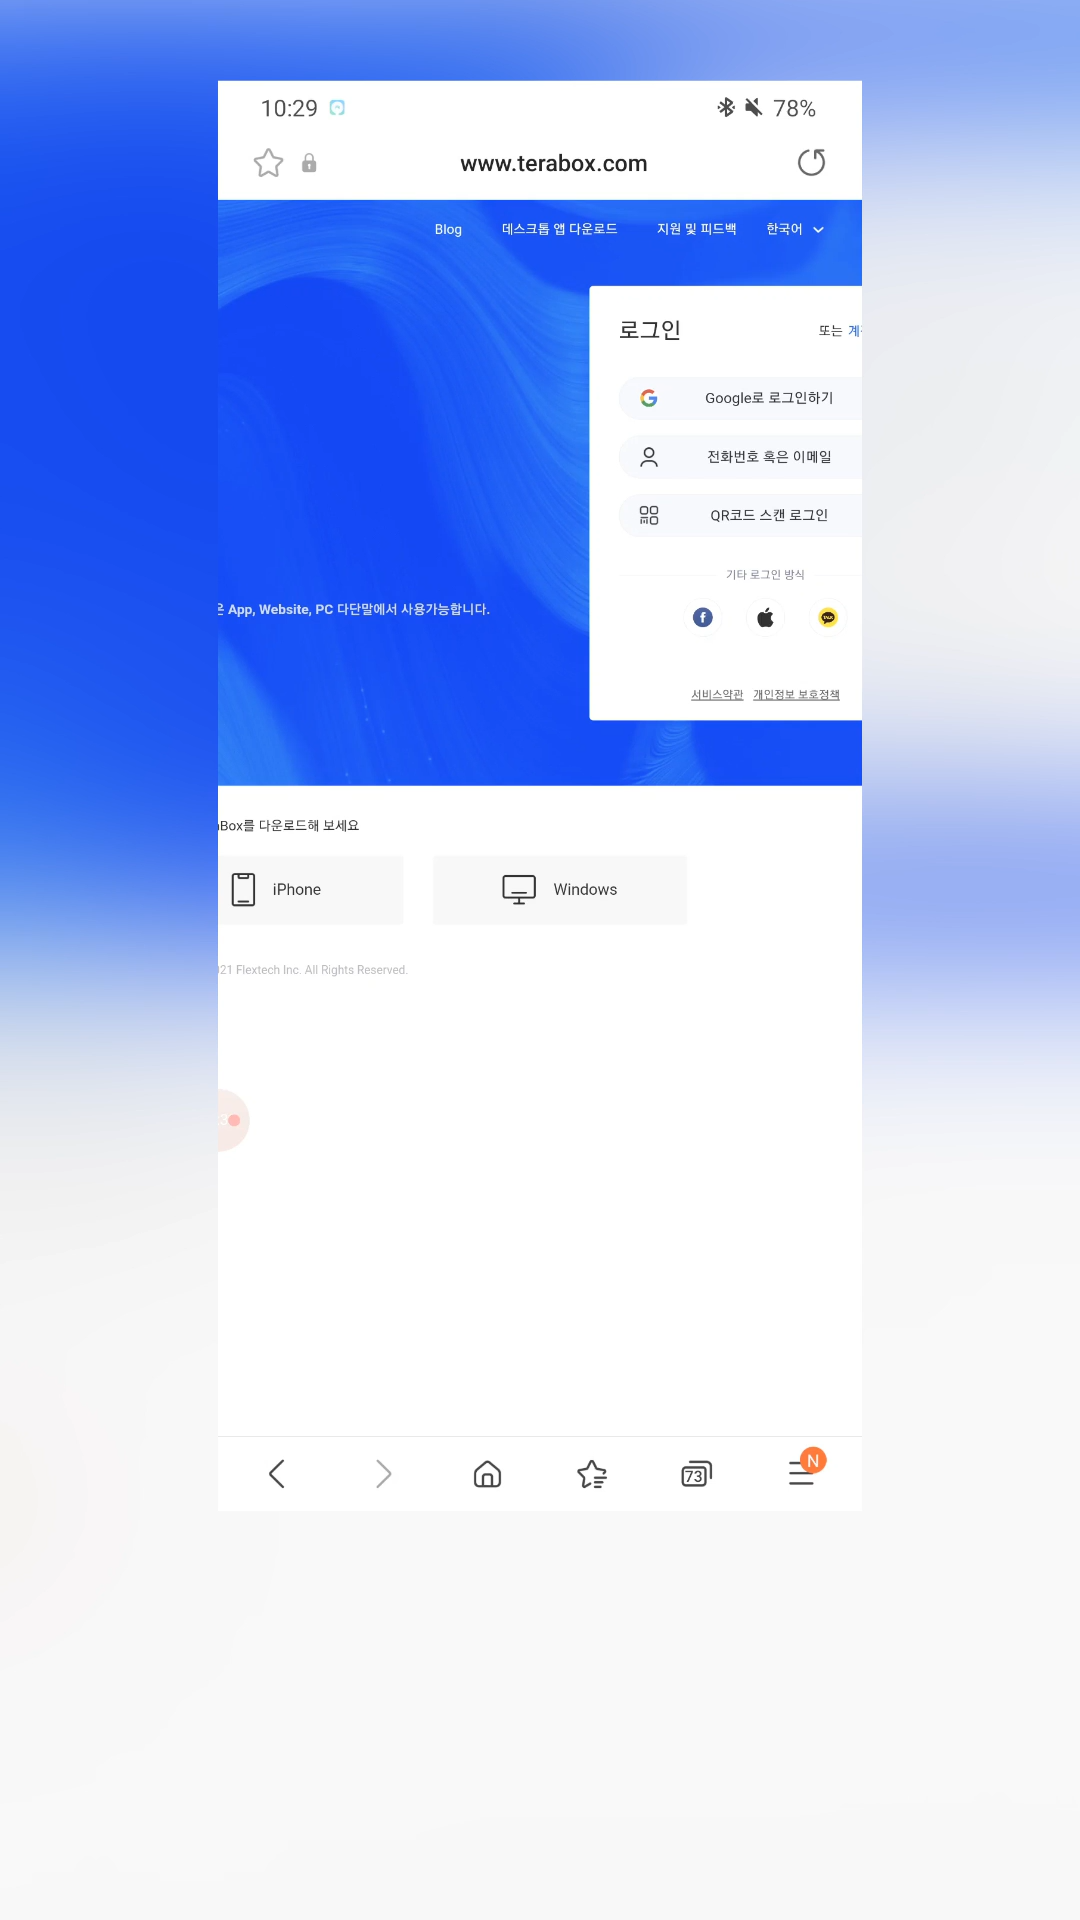 10:29
78%
www.terabox.com
Blog 데스크톱 앱 다운로드 지원 및 피드백 한국어
로그인
또는
Google로 로그인하기
전화번호 혹은 이메일
QR코드 스캔 로그인
기타 로그인 방식
App, Website, PC 다단말에서 사용가능합니다.
서비스약관 개인정보 보호정책
Box를 다운로드해 보세요
iPhone
Windows
21 Flextech Inc. All Rights Reserved.
73
N